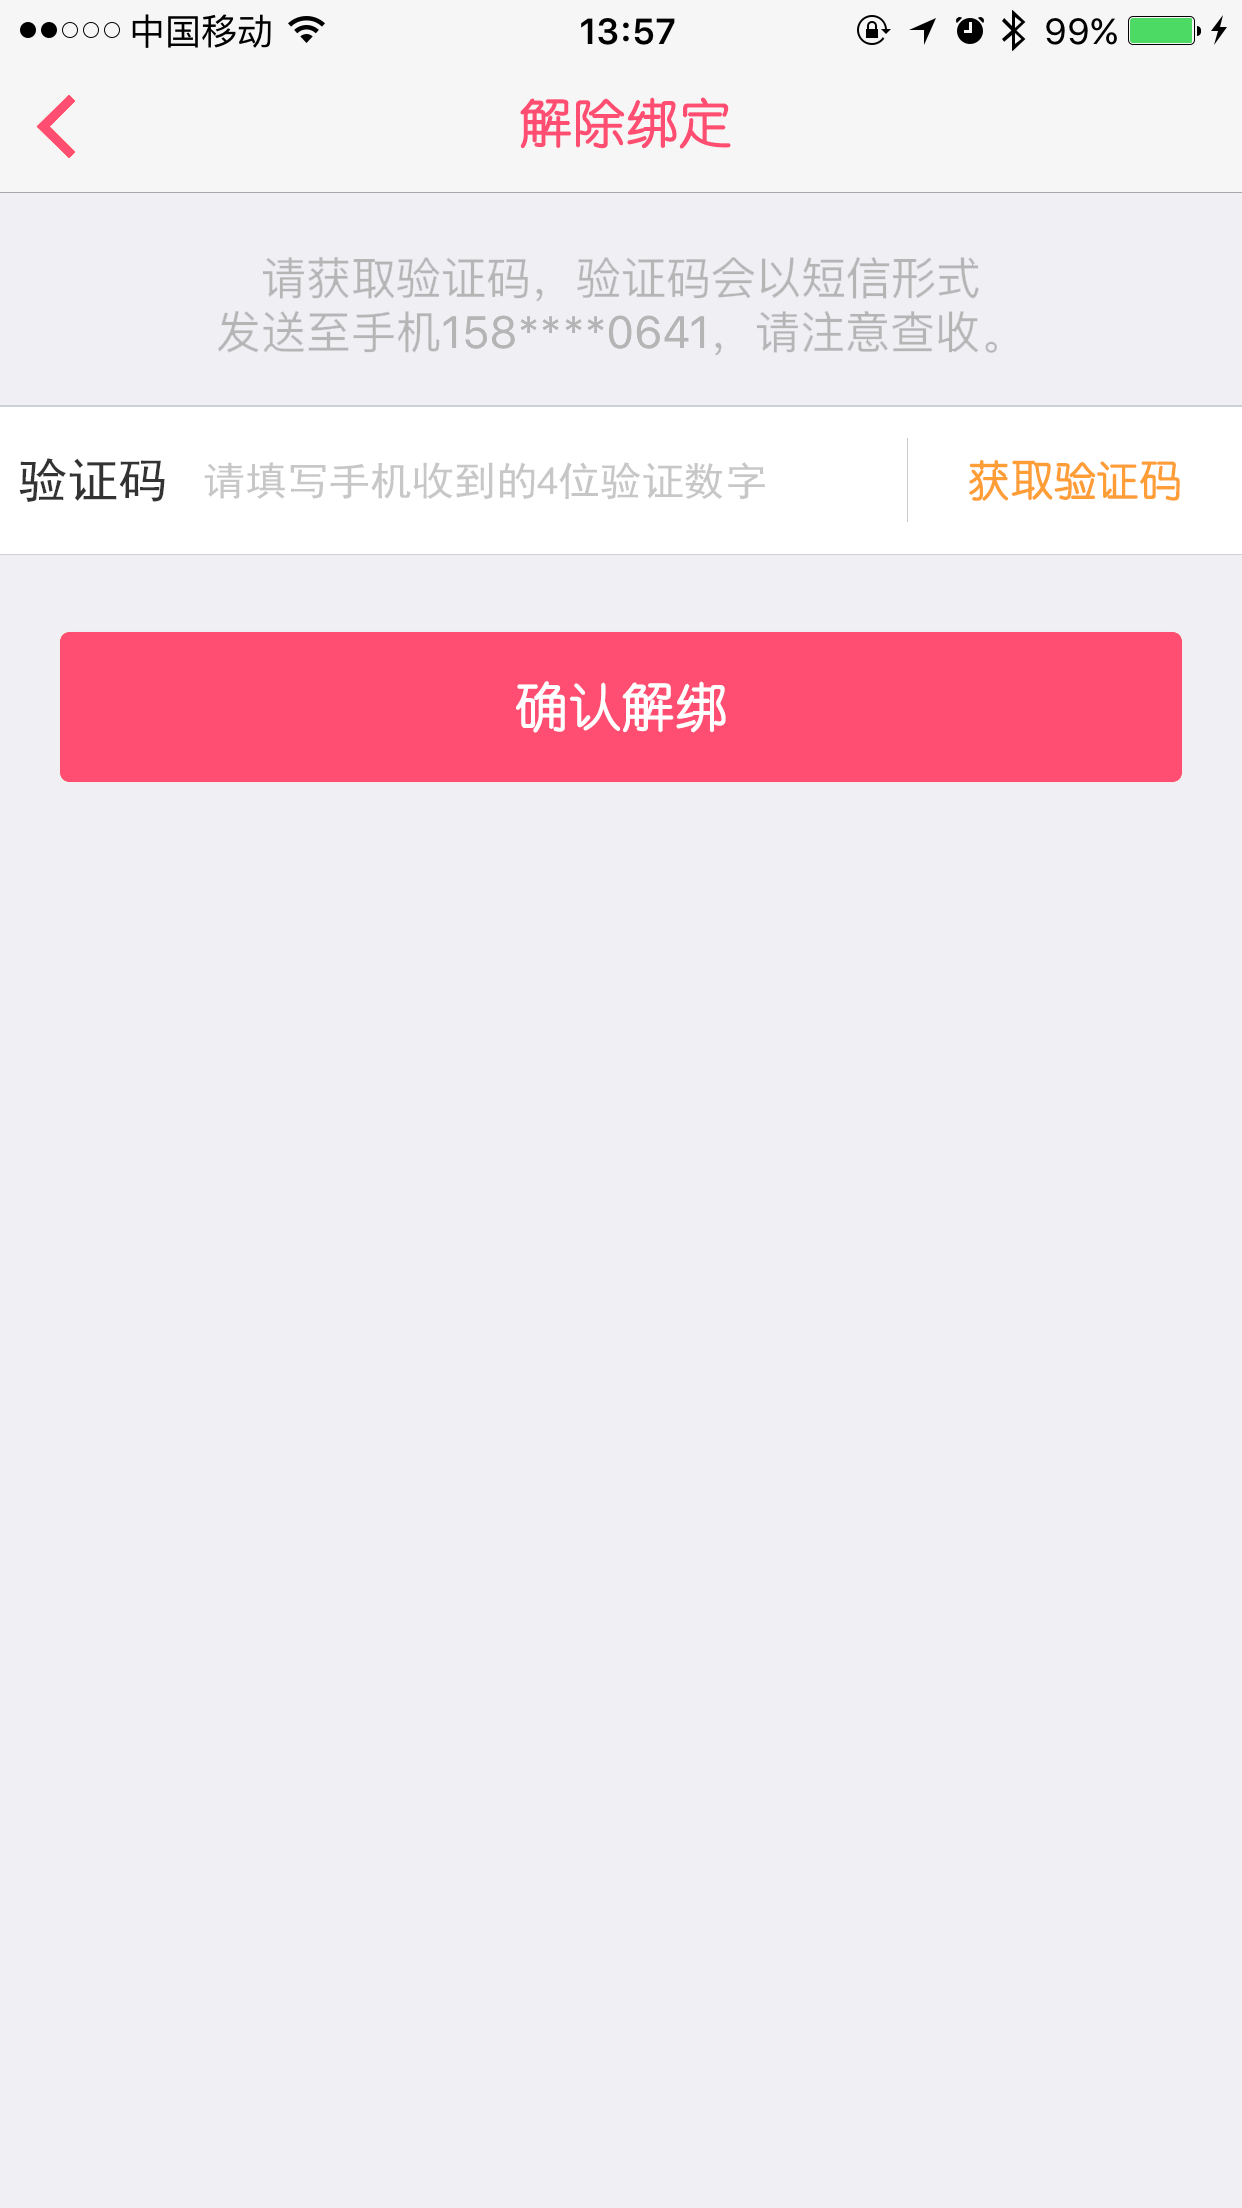 中国移动 13:57 99%
解除绑定
请获取验证码，验证码会以短信形式
发送至手机158****0641，请注意查收。
验证码 请填写手机收到的4位验证数字 获取验证码
确认解绑